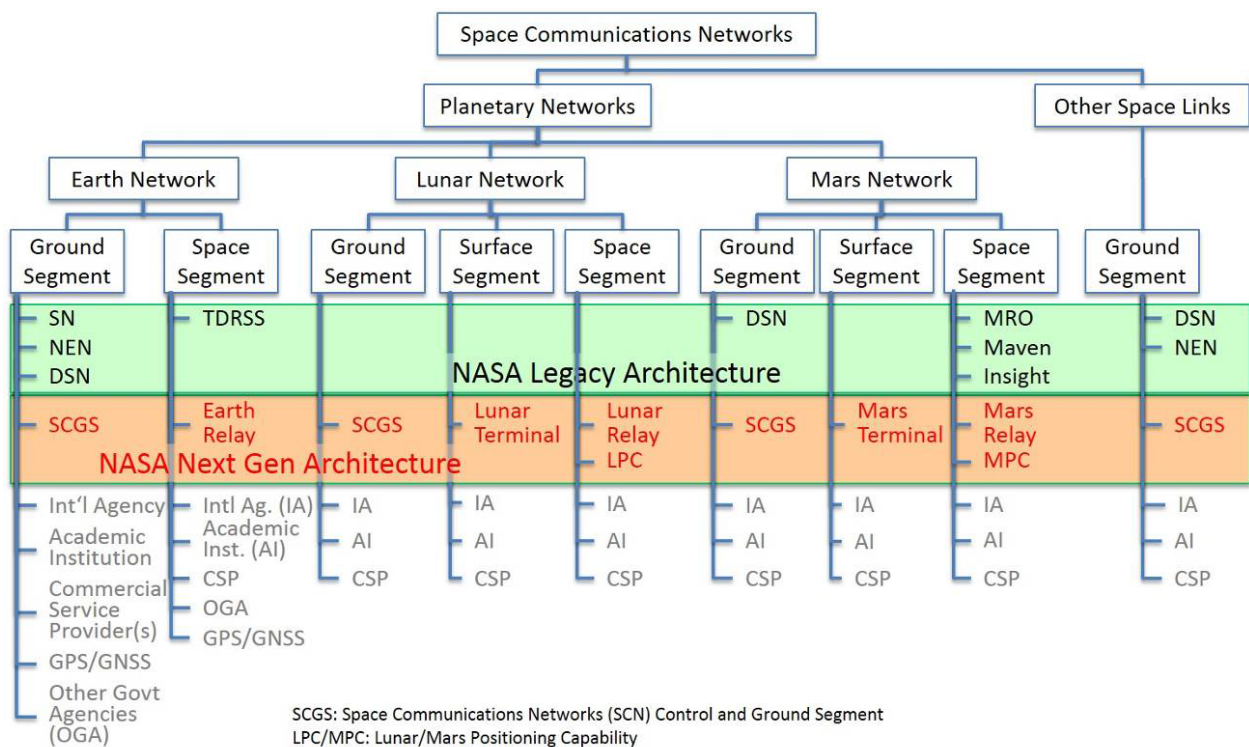 Space Communications Networks
Planetary Networks
Other Space Links
Earth Network
Lunar Network
Mars Network
Ground
Segment
Space
Segment
Ground
Segment
Surface
Segment
Space
Segment
Ground
Segment
Surface
Segment
Space
Segment
Ground
Segment
SN
NEN
DSN
TDRSS
DSN
MRO
Maven
Insight
DSN
NEN
NASA Legacy Architecture
SCGS
Earth
Relay
SCGS
Lunar
Terminal
Lunar
Relay
LPC
SCGS
Mars
Terminal
Mars
Relay
MPC
SCGS
NASA Next Gen Architecture
Int'l Agency
Academic
Institution
Commercial
Service
Provider(s)
GPS/GNSS
Other Govt
Agencies
(OGA)
Intl Ag. (IA)
Academic
Inst. (AI)
CSP
OGA
GPS/GNSS
IA
AI
CSP
IA
AI
CSP
IA
AI
CSP
IA
AI
CSP
IA
AI
CSP
IA
AI
CSP
IA
AI
CSP
SCGS: Space Communications Networks (SCN) Control and Ground Segment
LPC/MPC: Lunar/Mars Positioning Capability